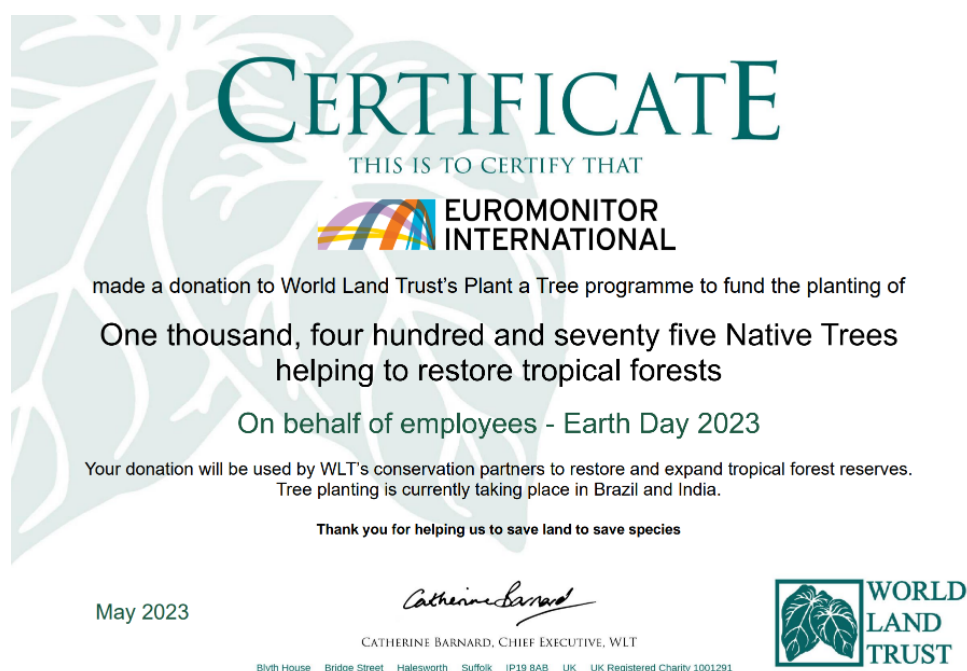 CERTIFICATE
THIS IS TO CERTIFY THAT
EUROMONITOR
INTERNATIONAL
made a donation to World Land Trust's Plant a Tree programme to fund the planting of
One thousand, four hundred and seventy five Native Trees
helping to restore tropical forests
On behalf of employees - Earth Day 2023
Your donation will be used by WLT's conservation partners to restore and expand tropical forest reserves.
Tree planting is currently taking place in Brazil and India.
Thank you for helping us to save land to save species
May 2023
Catherine Barnard
CATHERINE BARNARD, CHIEF EXECUTIVE, WLT
WORLD
LAND
TRUST
Blyth House Bridge Street Halesworth Suffolk IP19 8AB UK UK Registered Charity 1001291